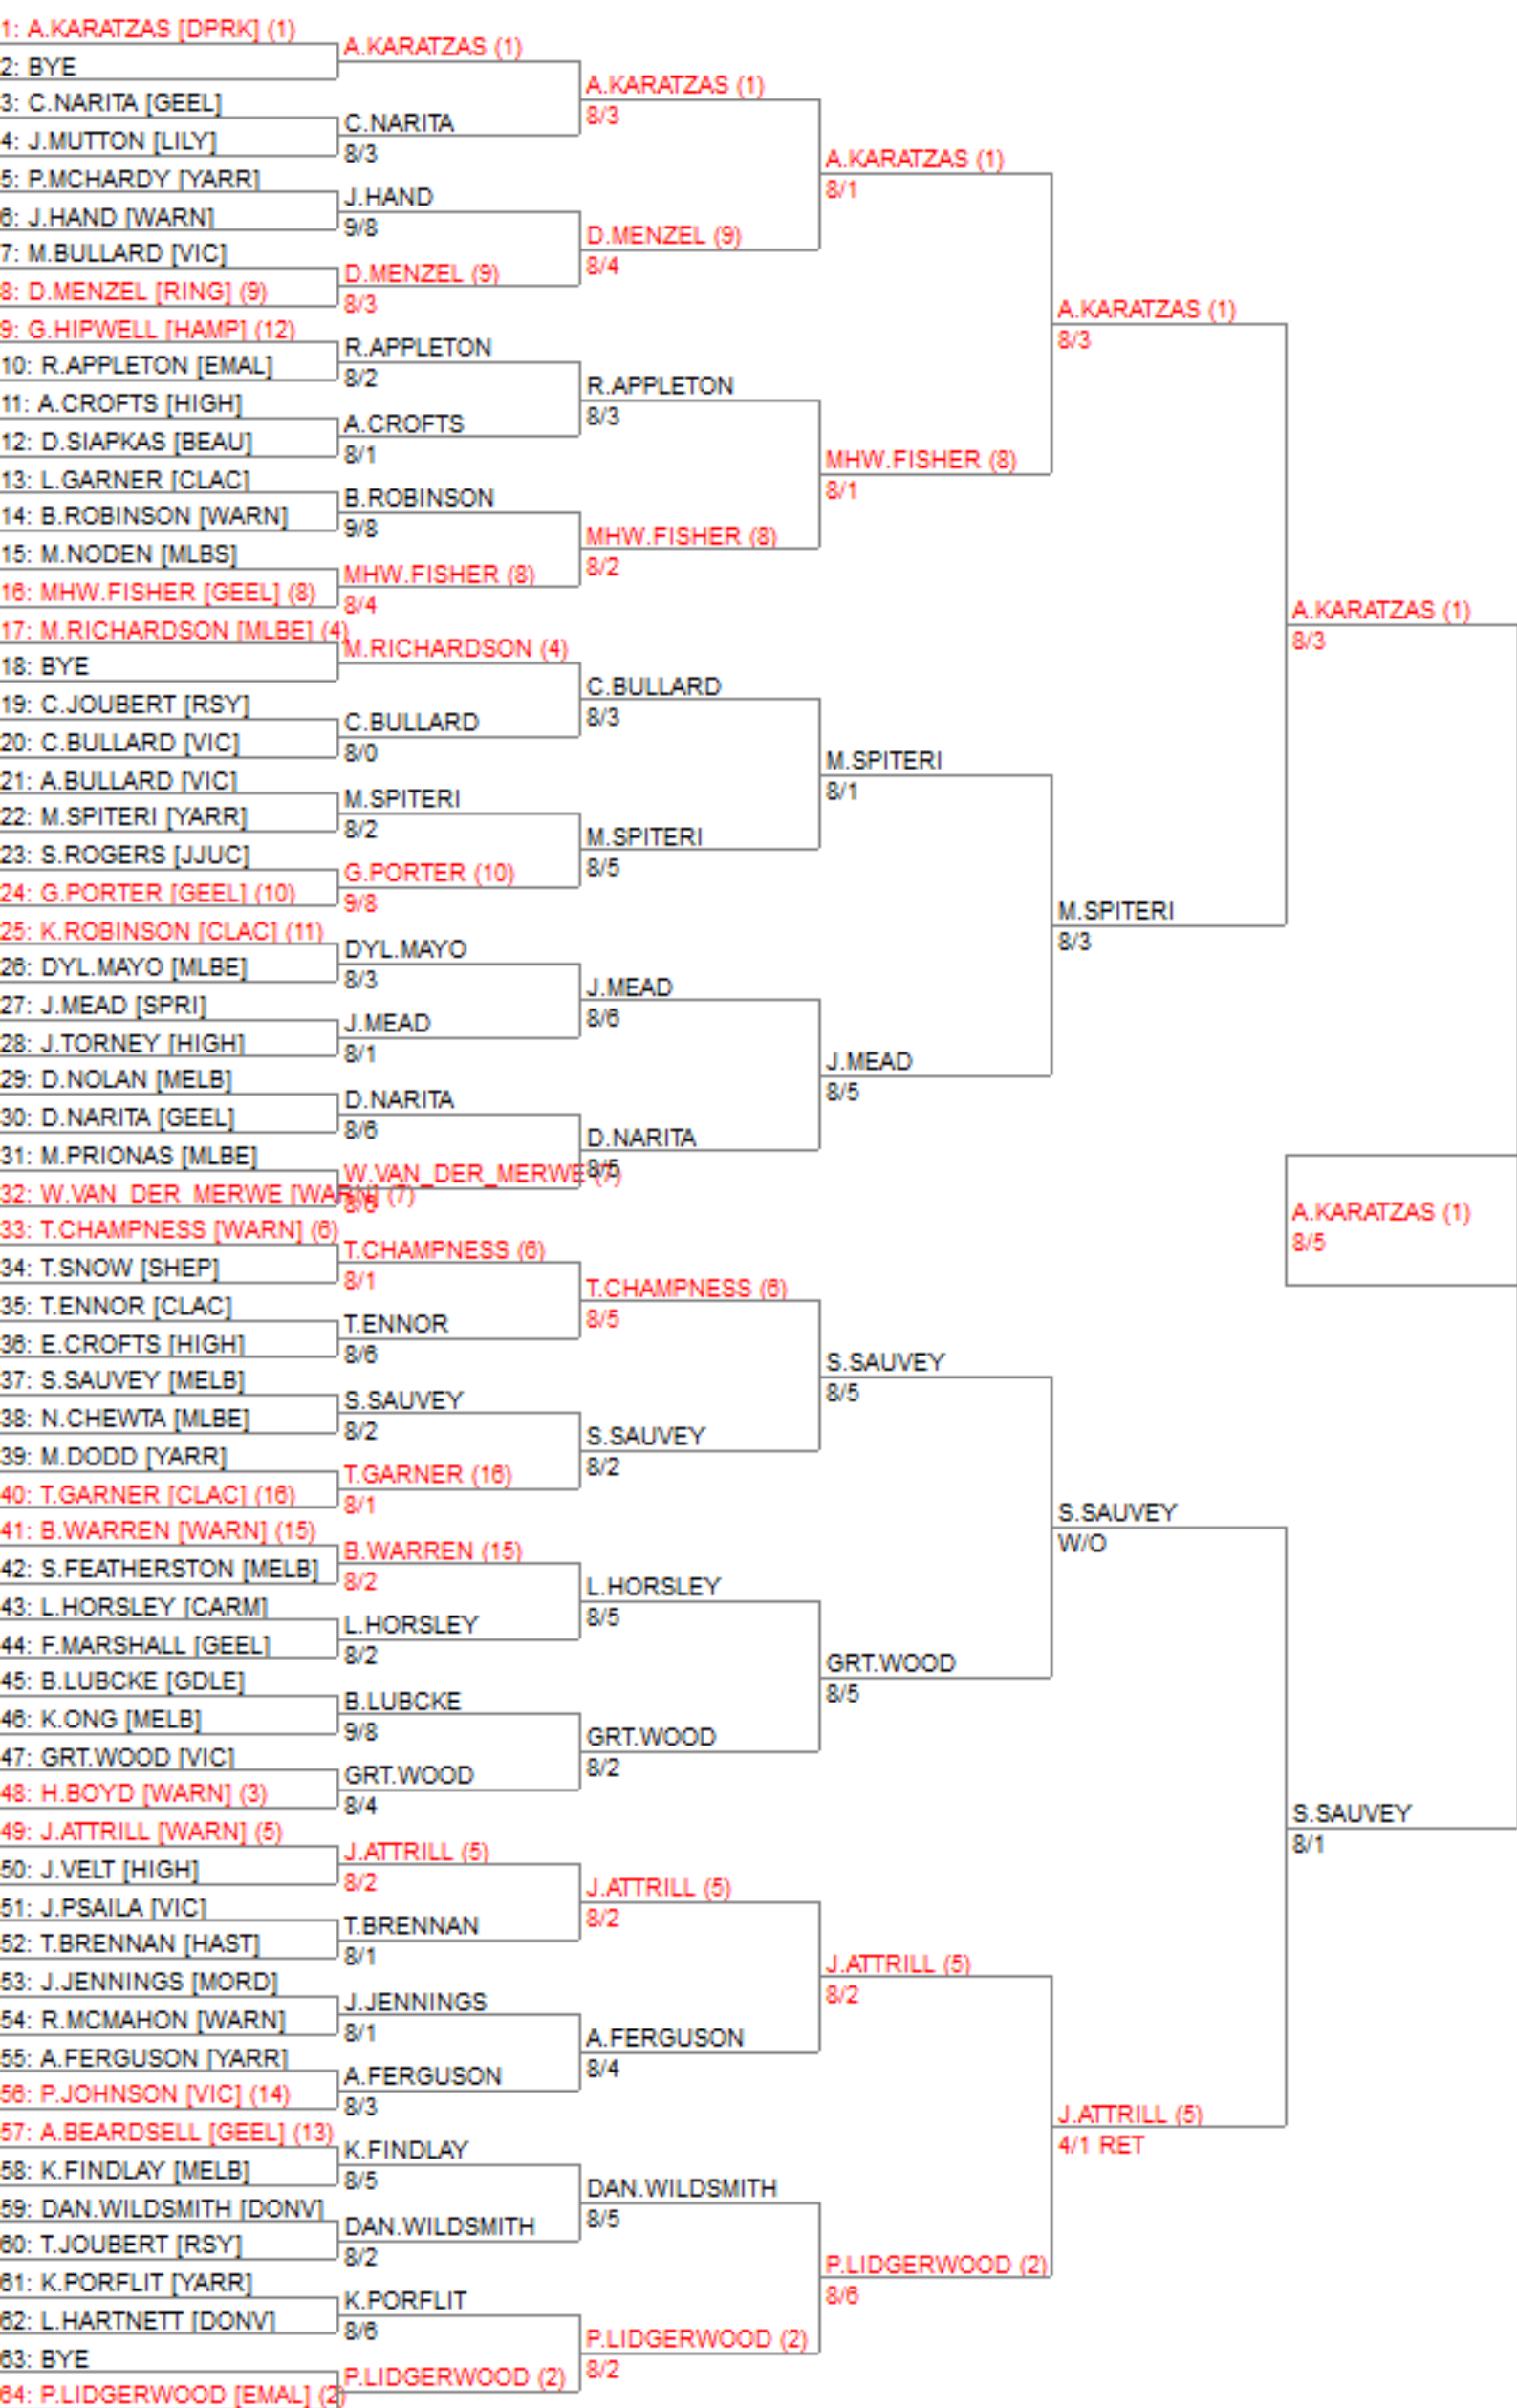 1: A.KARATZAS [DPRK] (1)
2: BYE
3: C.NARITA [GEEL]
4: J.MUTTON [LILY]
5: P.MCHARDY [YARR]
6: J.HAND [WARN]
7: M.BULLARD [VIC]
8: D.MENZEL [RING] (9)
9: G.HIPWELL [HAMP] (12)
10: R.APPLETON [EMAL]
11: A.CROFTS [HIGH]
12: D.SIAPKAS [BEAU]
13: L.GARNER [CLAC]
14: B.ROBINSON [WARN]
15: M.NODEN [MLBS]
16: MHW.FISHER [GEEL] (8)
17: M.RICHARDSON [MLBE] (4)
18: BYE
19: C.JOUBERT [RSY]
20: C.BULLARD [VIC]
21: A.BULLARD [VIC]
22: M.SPITERI [YARR]
23: S.ROGERS [JJUC]
24: G.PORTER [GEEL] (10)
25: K.ROBINSON [CLAC] (11)
26: DYL.MAYO [MLBE]
27: J.MEAD [SPRI]
28: J.TORNEY [HIGH]
29: D.NOLAN [MELB]
30: D.NARITA [GEEL]
31: M.PRIONAS [MLBE]
32: W.VAN_DER_MERWE [WARN] (7)
33: T.CHAMPNESS [WARN] (6)
34: T.SNOW [SHEP]
35: T.ENNOR [CLAC]
36: E.CROFTS [HIGH]
37: S.SAUVEY [MELB]
38: N.CHEWTA [MLBE]
39: M.DODD [YARR]
40: T.GARNER [CLAC] (16)
41: B.WARREN [WARN] (15)
42: S.FEATHERSTON [MELB]
43: L.HORSLEY [CARM]
44: F.MARSHALL [GEEL]
45: B.LUBCKE [GDLE]
46: K.ONG [MELB]
47: GRT.WOOD [VIC]
48: H.BOYD [WARN] (3)
49: J.ATTRILL [WARN] (5)
50: J.VELT [HIGH]
51: J.PSAILA [VIC]
52: T.BRENNAN [HAST]
53: J.JENNINGS [MORD]
54: R.MCMAHON [WARN]
55: A.FERGUSON [YARR]
56: P.JOHNSON [VIC] (14)
57: A.BEARDSELL [GEEL] (13)
58: K.FINDLAY [MELB]
59: DAN.WILDSMITH [DONV]
60: T.JOUBERT [RSY]
61: K.PORFLIT [YARR]
62: L.HARTNETT [DONV]
63: BYE
64: P.LIDGERWOOD [EMAL] (2)
A.KARATZAS (1)
C.NARITA
8/3
J.HAND
9/8
D.MENZEL (9)
8/3
R.APPLETON
8/2
A.CROFTS
8/1
B.ROBINSON
9/8
MHW.FISHER (8)
8/4
M.RICHARDSON (4)
C.BULLARD
8/0
M.SPITERI
8/2
G.PORTER (10)
9/8
DYL.MAYO
8/3
J.MEAD
8/1
D.NARITA
8/6
W.VAN_DER_MERWE (7)
T.CHAMPNESS (6)
8/1
T.ENNOR
8/6
S.SAUVEY
8/2
T.GARNER (16)
8/1
B.WARREN (15)
8/2
L.HORSLEY
8/2
B.LUBCKE
9/8
GRT.WOOD
8/4
J.ATTRILL (5)
8/2
T.BRENNAN
8/1
J.JENNINGS
8/1
A.FERGUSON
8/3
K.FINDLAY
8/5
DAN.WILDSMITH
8/2
K.PORFLIT
8/6
P.LIDGERWOOD (2)
A.KARATZAS (1)
8/3
D.MENZEL (9)
8/4
R.APPLETON
8/3
MHW.FISHER (8)
8/2
C.BULLARD
8/3
M.SPITERI
8/5
J.MEAD
8/6
D.NARITA
8/5
T.CHAMPNESS (6)
8/5
S.SAUVEY
8/2
L.HORSLEY
8/5
GRT.WOOD
8/2
J.ATTRILL (5)
8/2
A.FERGUSON
8/4
DAN.WILDSMITH
8/5
P.LIDGERWOOD (2)
8/2
A.KARATZAS (1)
8/1
MHW.FISHER (8)
8/1
M.SPITERI
8/1
J.MEAD
8/5
S.SAUVEY
8/5
GRT.WOOD
8/5
J.ATTRILL (5)
8/2
P.LIDGERWOOD (2)
8/6
A.KARATZAS (1)
8/3
M.SPITERI
8/3
S.SAUVEY
W/O
J.ATTRILL (5)
4/1 RET
A.KARATZAS (1)
8/3
S.SAUVEY
8/1
A.KARATZAS (1)
8/5